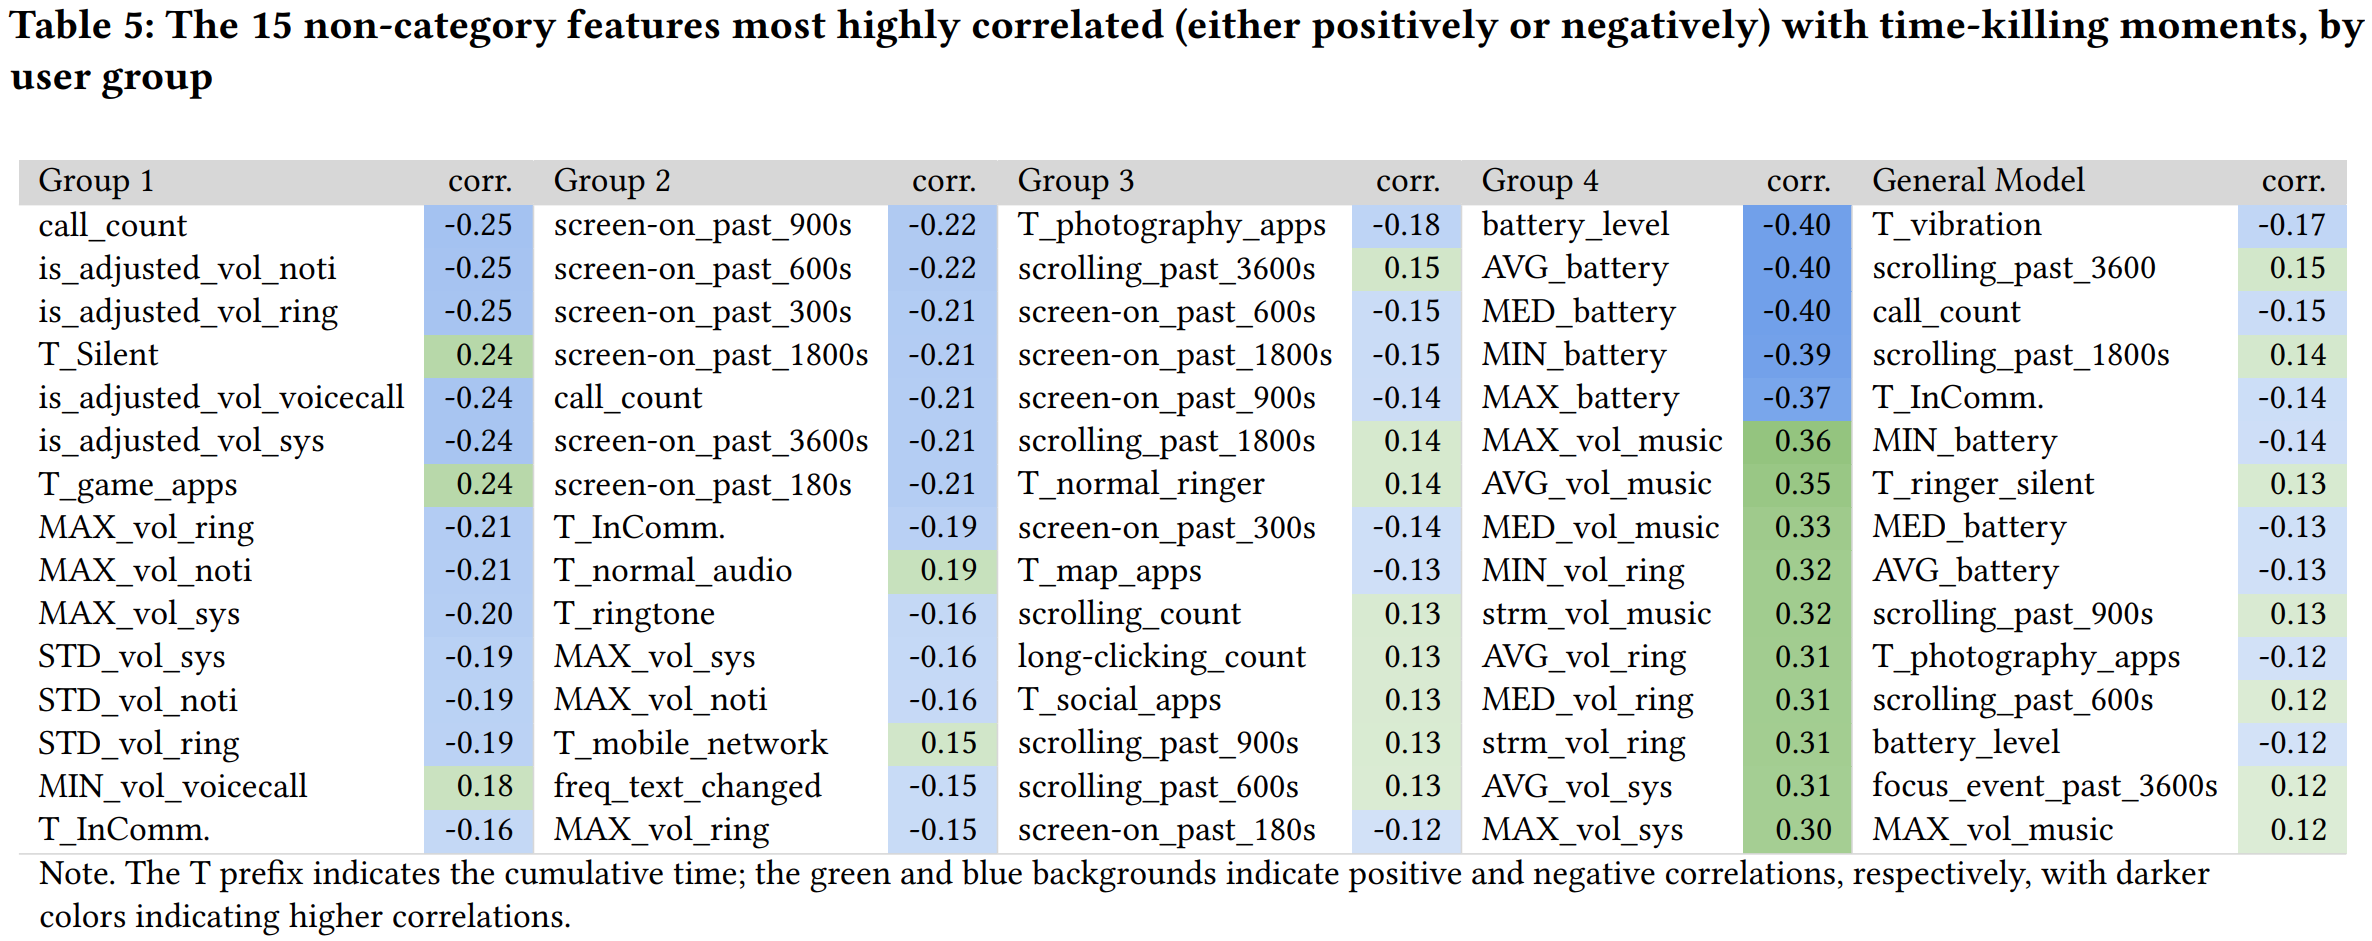 Table 5: The 15 non-category features most highly correlated (either positively or negatively) with time-killing moments, by
user group
Group 1 corr. Group 2 corr. Group 3 corr. Group 4 corr. General Model corr.
call_count -0.25 screen-on_past_900s -0.22 T_photography_apps -0.18 battery_level -0.40 T_vibration -0.17
is_adjusted_vol_noti -0.25 screen-on_past_600s -0.22 scrolling_past_3600s 0.15 AVG_battery -0.40 scrolling_past_3600 0.15
is_adjusted_vol_ring -0.25 screen-on_past_300s -0.21 screen-on_past_600s -0.15 MED_battery -0.40 call_count -0.15
T_Silent 0.24 screen-on_past_1800s -0.21 screen-on_past_1800s -0.15 MIN_battery -0.39 scrolling_past_1800s 0.14
is_adjusted_vol_voicecall -0.24 call_count -0.21 screen-on_past_900s -0.14 MAX_battery -0.37 T_InComm. -0.14
is_adjusted_vol_sys -0.24 screen-on_past_3600s -0.21 scrolling_past_1800s 0.14 MAX_vol_music 0.36 MIN_battery -0.14
T_game_apps 0.24 screen-on_past_180s -0.21 T_normal_ringer 0.14 AVG_vol_music 0.35 T_ringer_silent 0.13
MAX_vol_ring -0.21 T_InComm. -0.19 screen-on_past_300s -0.14 MED_vol_music 0.33 MED_battery -0.13
MAX_vol_noti -0.21 T_normal_audio 0.19 T_map_apps -0.13 MIN_vol_ring 0.32 AVG_battery -0.13
MAX_vol_sys -0.20 T_ringtone -0.16 scrolling_count 0.13 strm_vol_music 0.32 scrolling_past_900s 0.13
STD_vol_sys -0.19 MAX_vol_sys -0.16 long-clicking_count 0.13 AVG_vol_ring 0.31 T_photography_apps -0.12
STD_vol_noti -0.19 MAX_vol_noti -0.16 T_social_apps 0.13 MED_vol_ring 0.31 scrolling_past_600s 0.12
STD_vol_ring -0.19 T_mobile_network 0.15 scrolling_past_900s 0.13 strm_vol_ring 0.31 battery_level -0.12
MIN_vol_voicecall 0.18 freq_text_changed -0.15 scrolling_past_600s 0.13 AVG_vol_sys 0.31 focus_event_past_3600s 0.12
T_InComm. -0.16 MAX_vol_ring -0.15 screen-on_past_180s -0.12 MAX_vol_sys 0.30 MAX_vol_music 0.12
Note. The T prefix indicates the cumulative time; the green and blue backgrounds indicate positive and negative correlations, respectively, with darker
colors indicating higher correlations.